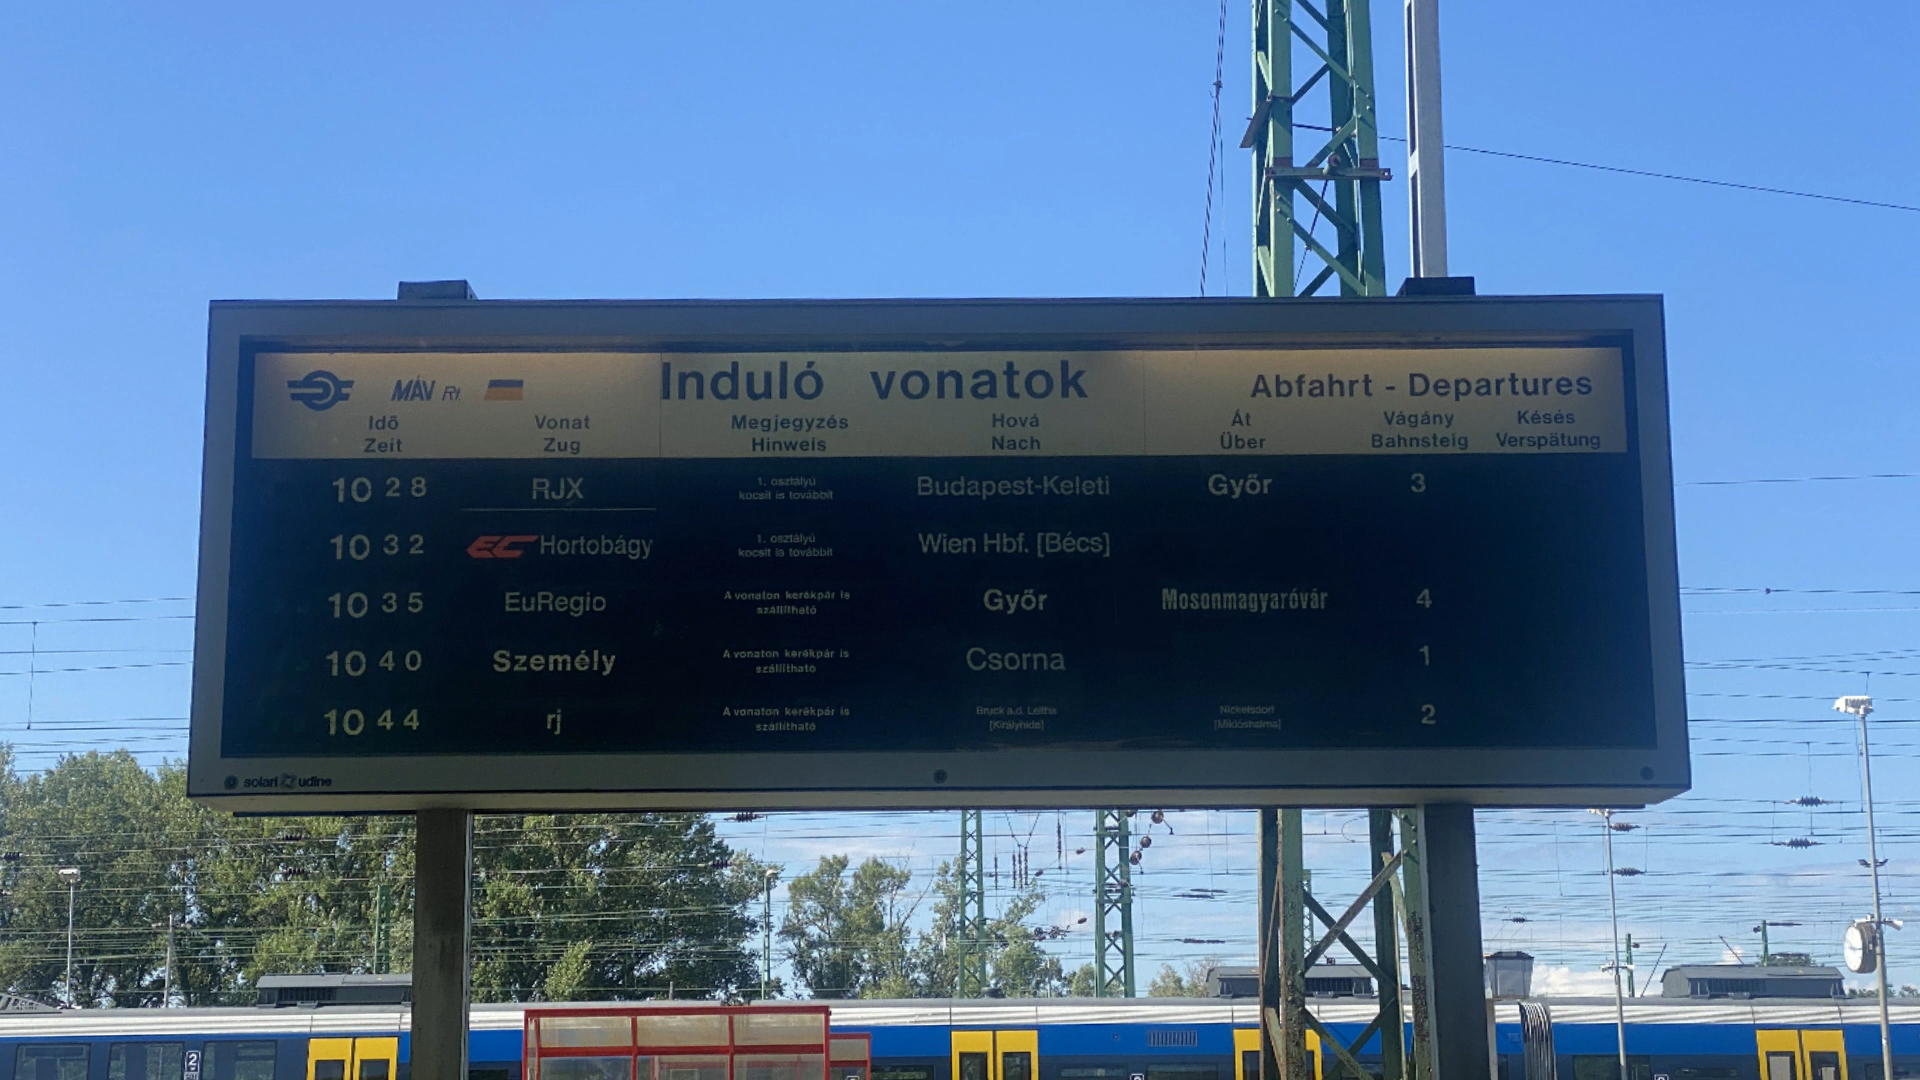 MÁV Rt. Induló vonatok Abfahrt - Departures
Idő Vonat Megjegyzés Hová Át Vágány Késés
Zeit Zug Hinweis Nach Über Bahnsteig Verspätung
10 28 RJX 1. osztályú kocsit is továbbít Budapest-Keleti Győr 3
10 32 EC Hortobágy 1. osztályú kocsit is továbbít Wien Hbf. [Bécs]
10 35 EuRegio A vonaton kerékpár is szállítható Győr Mosonmagyaróvár 4
10 40 Személy A vonaton kerékpár is szállítható Csorna 1
10 44 rj A vonaton kerékpár is szállítható Bruck a.d. Leitha [Királyhida] Nickelsdorf [Miklóshalma] 2
solari udine
2